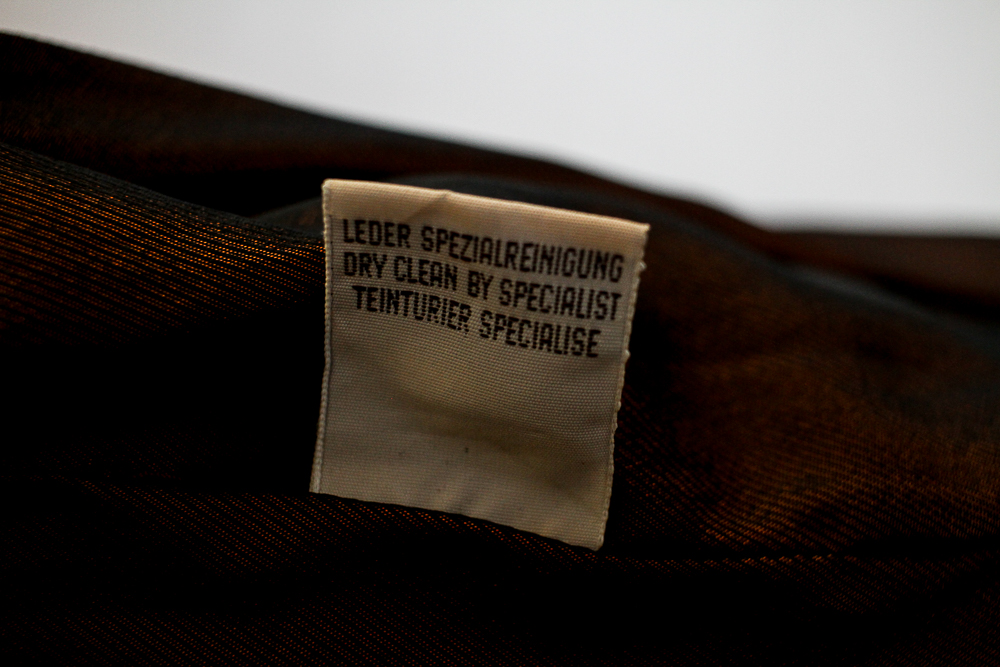 LEDER SPEZIALREINIGUNG
DRY CLEAN BY SPECIALIST
TEINTURIER SPECIALISE